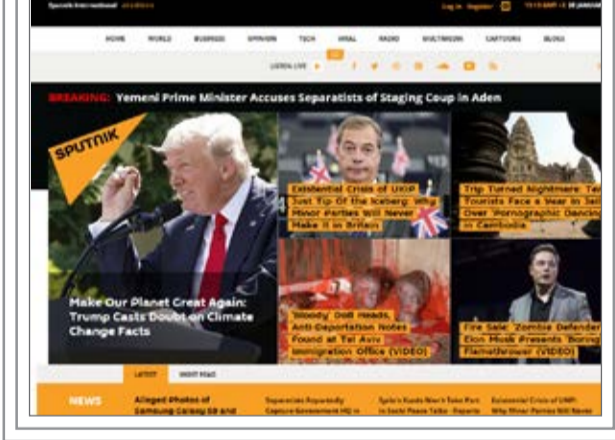 Sputnik International
Log in Register
HOME WORLD BUSINESS OPINION TECH VIRAL RADIO MULTIMEDIA CARTOONS BLOGS
LISTEN LIVE
BREAKING: Yemeni Prime Minister Accuses Separatists of Staging Coup in Aden
SPUTNIK
Make Our Planet Great Again:
Trump Casts Doubt on Climate
Change Facts
Existential Crisis of UKIP
Just Tip Of the Iceberg: Why
Minor Parties Will Never
Make it in Britain
Trip Turned Nightmare: Te
Tourists Face a Year in Jail
Over 'Pornographic Dancing
in Cambodia
'Bloody' Doll Heads,
Anti-Deportation Notes
Found at Tel Aviv
Immigration Office (VIDEO)
Fire Sale: 'Zombie Defender
Elon Musk Presents 'Boring
Flamethrower (VIDEO)
LATEST MOST READ
NEWS
Alleged Photos of
Samsung Galaxy S9 and
Separatists Reportedly
Capture Government HQ in
Syria's Kurds Won't Take Part
in Sochi Peace Talks - Reports
Existential Crisis of UKIP:
Why Minor Parties Will Never